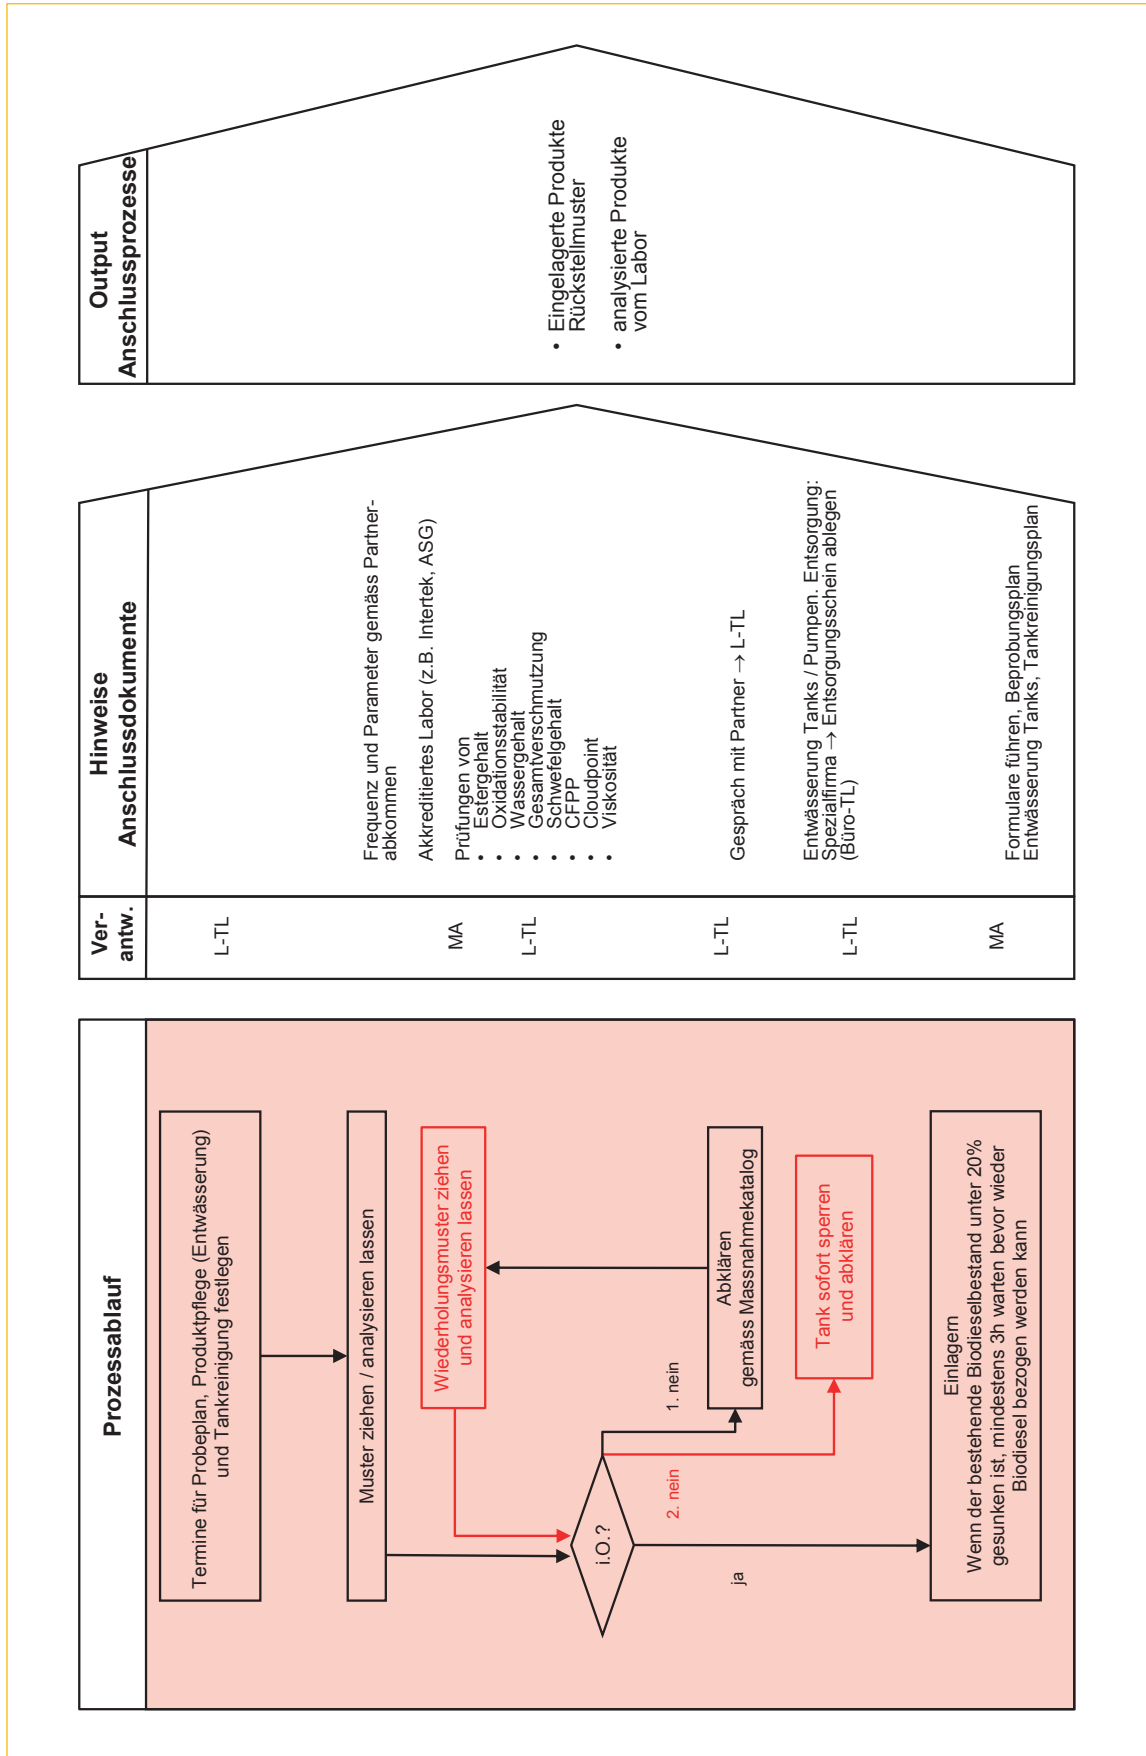 Prozessablauf
Termine für Probeplan, Produktpflege (Entwässerung)
und Tankreinigung festlegen
Muster ziehen / analysieren lassen
Wiederholungsmuster ziehen
und analysieren lassen
i.O.?
1. nein
2. nein
ja
Abklären
gemäss Massnahmekatalog
Tank sofort sperren
und abklären
Einlagern
Wenn der bestehende Biodieselbestand unter 20%
gesunken ist, mindestens 3h warten bevor wieder
Biodiesel bezogen werden kann
Ver-
antw.
L-TL
MA
L-TL
L-TL
L-TL
MA
Hinweise
Anschlussdokumente
Frequenz und Parameter gemäss Partner-
abkommen
Akkreditiertes Labor (z.B. Intertek, ASG)
Prüfungen von
• Estergehalt
• Oxidationsstabilität
• Wassergehalt
• Gesamtverschmutzung
• Schwefelgehalt
• CFPP
• Cloudpoint
• Viskosität
Gespräch mit Partner → L-TL
Entwässerung Tanks / Pumpen. Entsorgung:
Spezialfirma → Entsorgungsschein ablegen
(Büro-TL)
Formulare führen, Beprobungsplan
Entwässerung Tanks, Tankreinigungsplan
Output
Anschlussprozesse
• Eingelagerte Produkte
Rückstellmuster
• analysierte Produkte
vom Labor